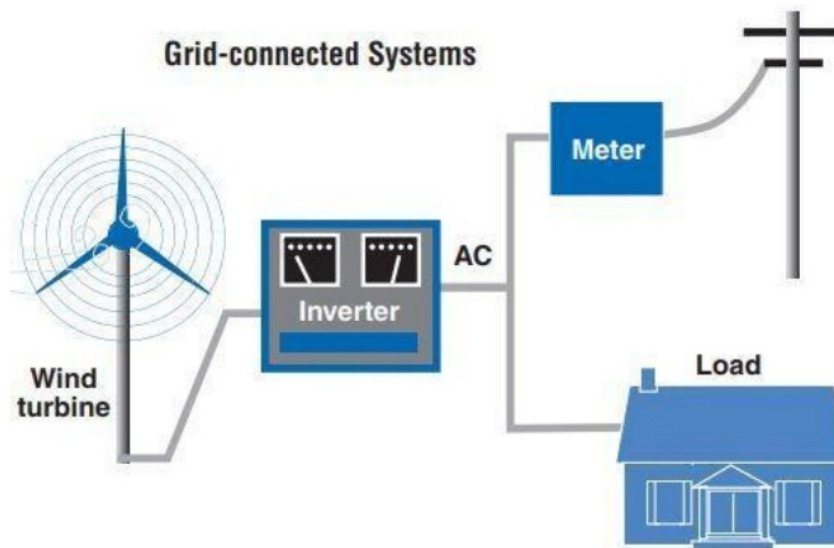 Grid-connected Systems
Meter
AC
Inverter
Wind
turbine
Load